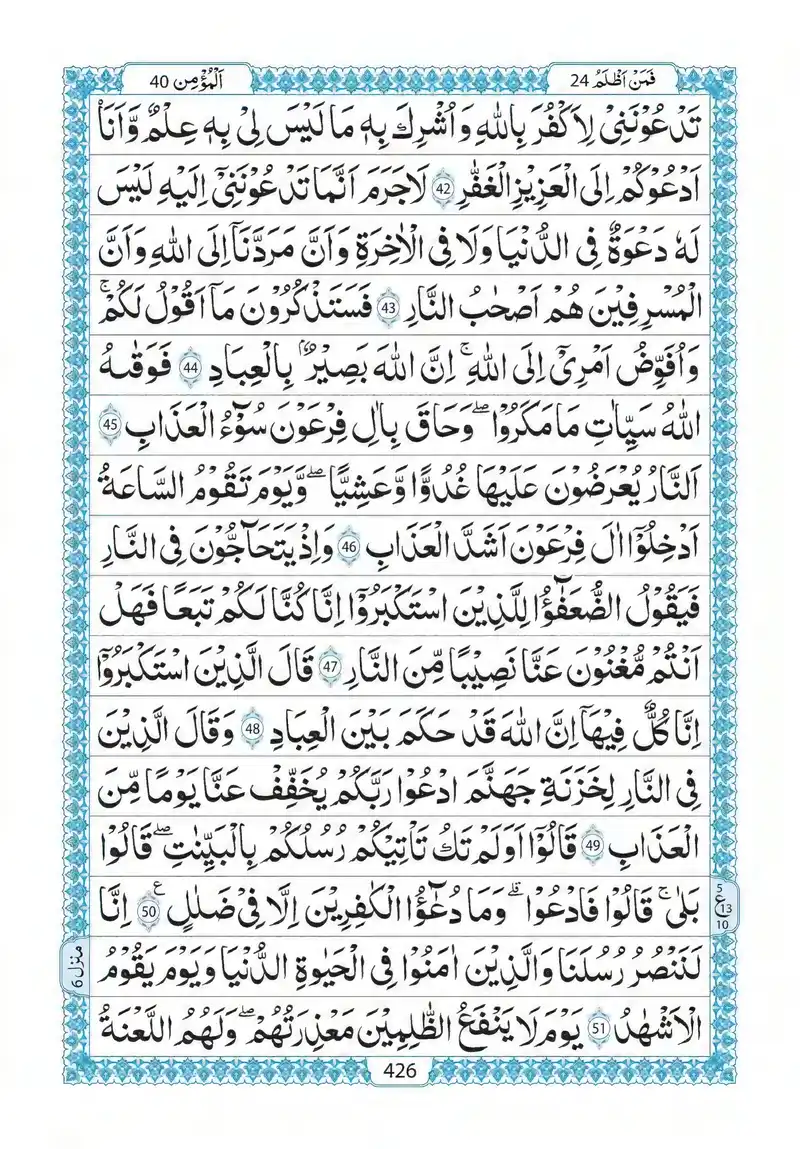 فَمَنْ اَظْلَمُ 24
اَلْمُؤْمِن 40
تَدْعُوْنَنِیْ لِاَكْفُرَ بِاللّٰهِ وَ اُشْرِكَ بِهٖ مَا لَیْسَ لِیْ بِهٖ عِلْمٌ وَّ اَنَا
اَدْعُوْكُمْ اِلَی الْعَزِیْزِ الْغَفَّارِ 42 لَا جَرَمَ اَنَّمَا تَدْعُوْنَنِیْۤ اِلَیْهِ لَیْسَ
لَهٗ دَعْوَةٌ فِی الدُّنْیَا وَ لَا فِی الْاٰخِرَةِ وَ اَنَّ مَرَدَّنَاۤ اِلَی اللّٰهِ وَ اَنَّ
الْمُسْرِفِیْنَ هُمْ اَصْحٰبُ النَّارِ 43 فَسَتَذْكُرُوْنَ مَاۤ اَقُوْلُ لَكُمْ ۚ
وَ اُفَوِّضُ اَمْرِیْۤ اِلَی اللّٰهِ ۚ اِنَّ اللّٰهَ بَصِیْرٌۢ بِالْعِبَادِ 44 فَوَقٰىهُ
اللّٰهُ سَیِّاٰتِ مَا مَكَرُوْا ۖ وَ حَاقَ بِاٰلِ فِرْعَوْنَ سُوْٓءُ الْعَذَابِ 45
اَلنَّارُ یُعْرَضُوْنَ عَلَیْهَا غُدُوًّا وَّ عَشِیًّا ۖ وَّ یَوْمَ تَقُوْمُ السَّاعَةُ
اَدْخِلُوْۤا اٰلَ فِرْعَوْنَ اَشَدَّ الْعَذَابِ 46 وَ اِذْ یَتَحَآجُّوْنَ فِی النَّارِ
فَیَقُوْلُ الضُّعَفٰٓؤُا لِلَّذِیْنَ اسْتَكْبَرُوْۤا اِنَّا كُنَّا لَكُمْ تَبَعًا فَهَلْ
اَنْتُمْ مُّغْنُوْنَ عَنَّا نَصِیْبًا مِّنَ النَّارِ 47 قَالَ الَّذِیْنَ اسْتَكْبَرُوْۤا
اِنَّا كُلٌّ فِیْهَاۤ اِنَّ اللّٰهَ قَدْ حَكَمَ بَیْنَ الْعِبَادِ 48 وَ قَالَ الَّذِیْنَ
فِی النَّارِ لِخَزَنَةِ جَهَنَّمَ ادْعُوْا رَبَّكُمْ یُخَفِّفْ عَنَّا یَوْمًا مِّنَ
الْعَذَابِ 49 قَالُوْۤا اَوَ لَمْ تَكُ تَاْتِیْكُمْ رُسُلُكُمْ بِالْبَیِّنٰتِ ۖ قَالُوْا
بَلٰی ۚ قَالُوْا فَادْعُوْا ۗ وَ مَا دُعٰٓؤُا الْكٰفِرِیْنَ اِلَّا فِیْ ضَلٰلٍ 50 ع اِنَّا
5 ع 13 10
لَنَنْصُرُ رُسُلَنَا وَ الَّذِیْنَ اٰمَنُوْا فِی الْحَیٰوةِ الدُّنْیَا وَ یَوْمَ یَقُوْمُ
منزل 6
الْاَشْهَادُ 51 یَوْمَ لَا یَنْفَعُ الظّٰلِمِیْنَ مَعْذِرَتُهُمْ ۖ وَ لَهُمُ اللَّعْنَةُ
426